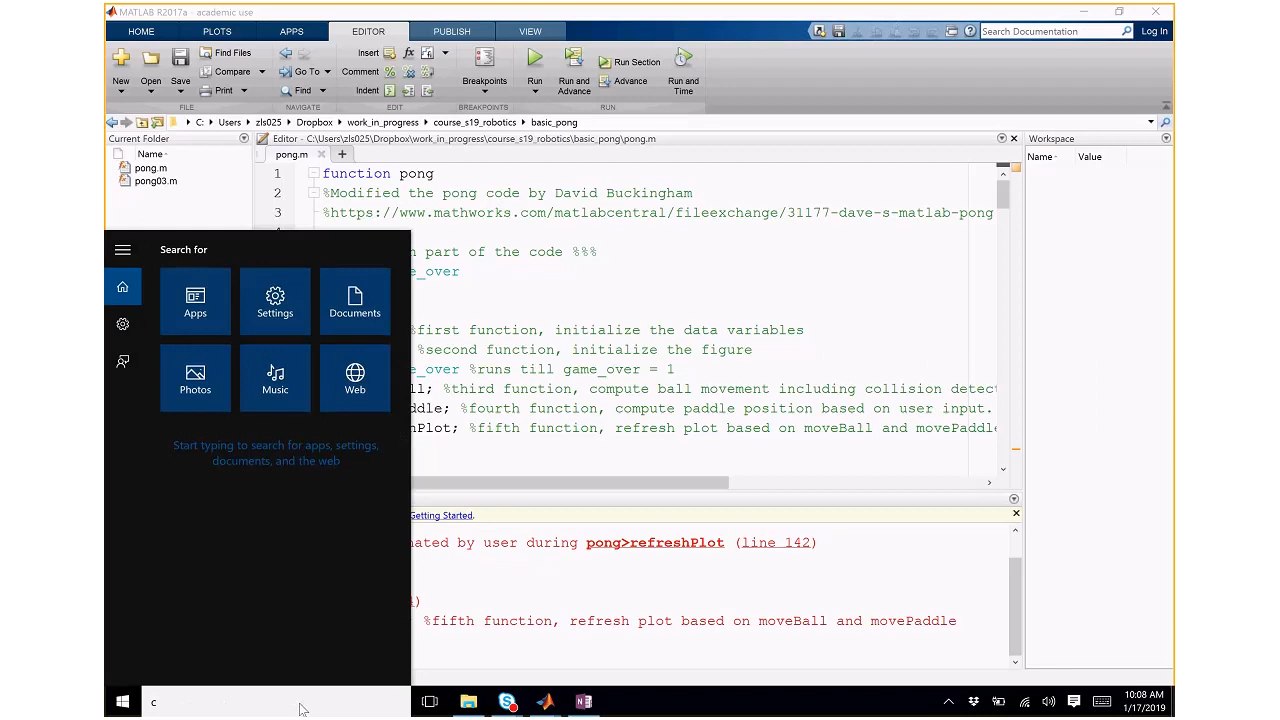 MATLAB R2017a - academic use
HOME PLOTS APPS EDITOR PUBLISH VIEW
Search Documentation
Log In
New
Open
Save
Find Files
Compare
Print
FILE
Go To
Find
NAVIGATE
Insert
Comment
Indent
EDIT
Breakpoints
BREAKPOINTS
Run
Run and Advance
Run Section
Advance
Run and Time
RUN
C: Users zls025 Dropbox work_in_progress course_s19_robotics basic_pong
Current Folder
Name
pong.m
pong03.m
Editor - C:\Users\zls025\Dropbox\work_in_progress\course_s19_robotics\basic_pong\pong.m
pong.m
1 function pong
2 %Modified the pong code by David Buckingham
3 %https://www.mathworks.com/matlabcentral/fileexchange/31177-dave-s-matlab-pong
n part of the code %%%
e_over
%first function, initialize the data variables
%second function, initialize the figure
e_over %runs till game_over = 1
ll; %third function, compute ball movement including collision detec
ddle; %fourth function, compute paddle position based on user input.
hPlot; %fifth function, refresh plot based on moveBall and movePaddl
Workspace
Name Value
Getting Started.
nated by user during pong>refreshPlot (line 142)
)
%fifth function, refresh plot based on moveBall and movePaddle
Search for
Apps
Settings
Documents
Photos
Music
Web
Start typing to search for apps, settings,
documents, and the web
c
10:08 AM
1/17/2019